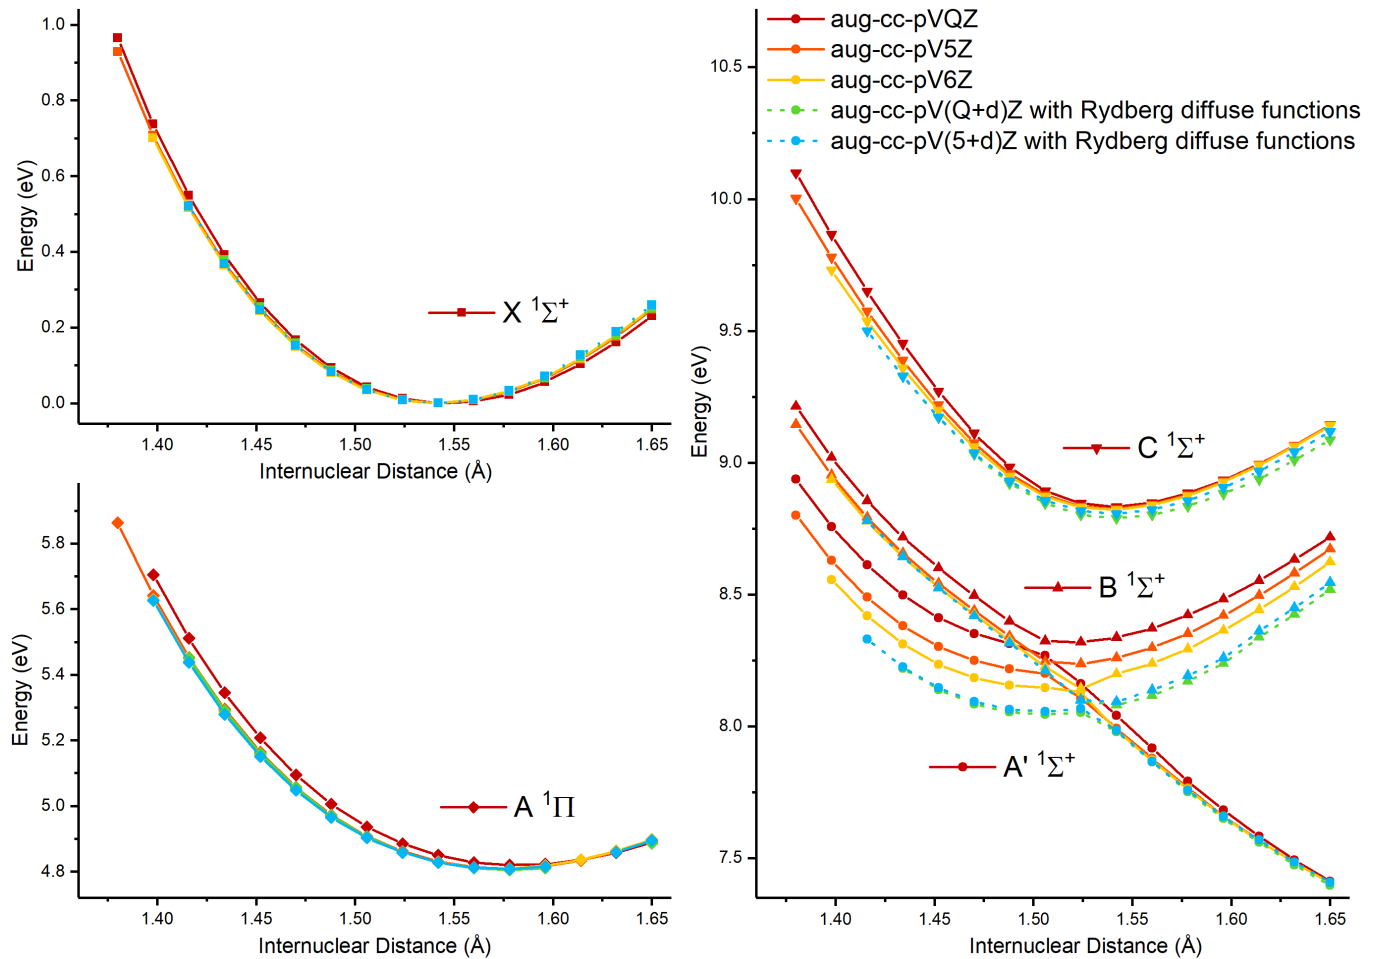 1.0
0.8
0.6
0.4
0.2
0.0
Energy (eV)
X ¹Σ⁺
1.40 1.45 1.50 1.55 1.60 1.65
Internuclear Distance (Å)
5.8
5.6
5.4
5.2
5.0
4.8
Energy (eV)
A ¹Π
1.40 1.45 1.50 1.55 1.60 1.65
Internuclear Distance (Å)
aug-cc-pVQZ
aug-cc-pV5Z
aug-cc-pV6Z
aug-cc-pV(Q+d)Z with Rydberg diffuse functions
aug-cc-pV(5+d)Z with Rydberg diffuse functions
10.5
10.0
9.5
9.0
8.5
8.0
7.5
Energy (eV)
C ¹Σ⁺
B ¹Σ⁺
A' ¹Σ⁺
1.40 1.45 1.50 1.55 1.60 1.65
Internuclear Distance (Å)